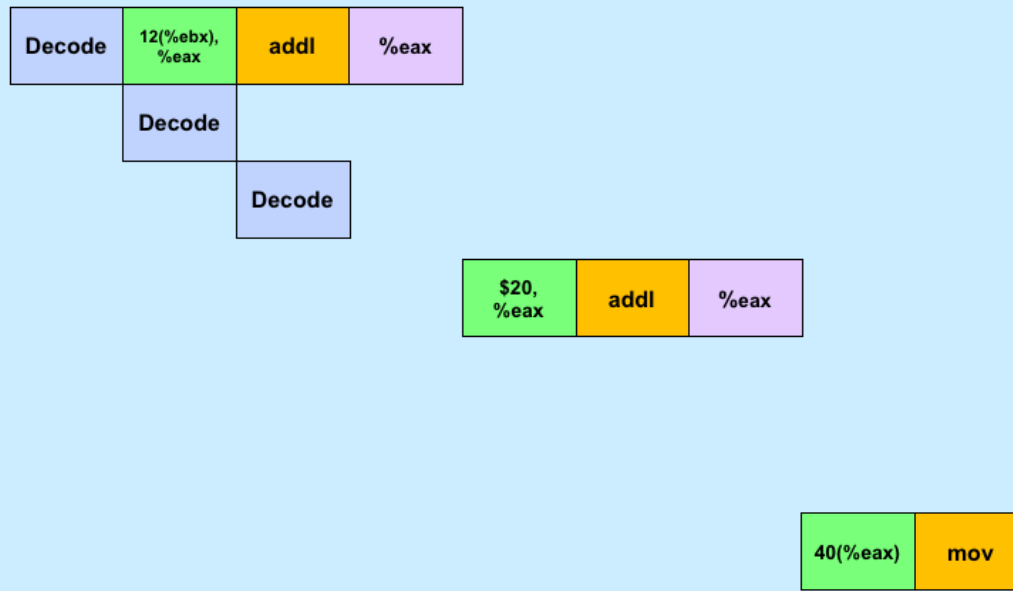 Decode
12(%ebx),
%eax
addl
%eax
Decode
Decode
$20,
%eax
addl
%eax
40(%eax)
mov